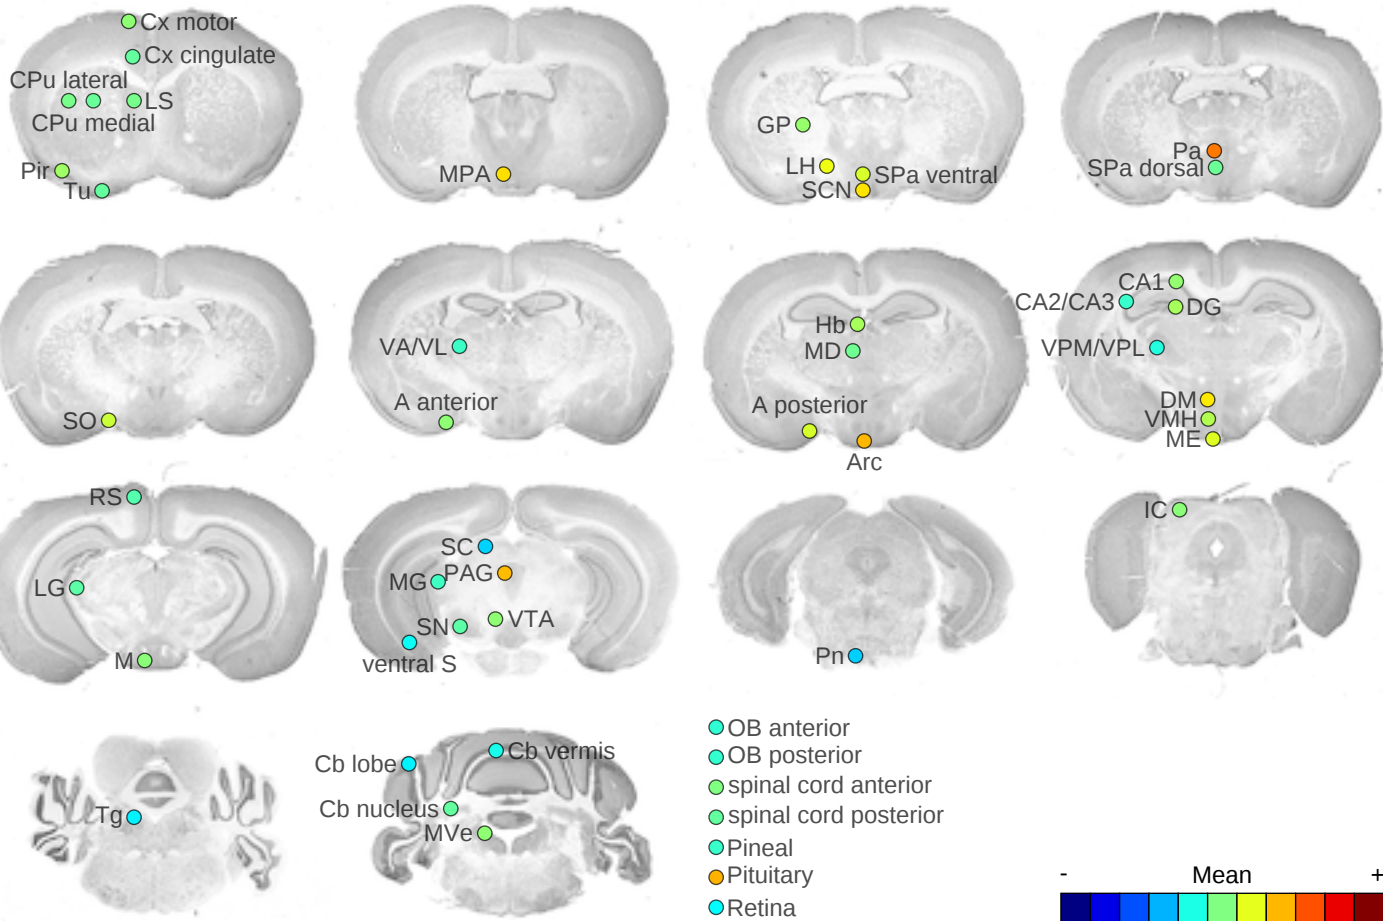 Cx motor
Cx cingulate
CPu lateral
LS
CPu medial
Pir
Tu
MPA
GP
LH
SPa ventral
SCN
Pa
SPa dorsal
SO
VA/VL
A anterior
Hb
MD
A posterior
Arc
CA1
CA2/CA3
DG
VPM/VPL
DM
VMH
ME
RS
LG
M
SC
PAG
MG
VTA
SN
ventral S
Pn
IC
Tg
Cb lobe
Cb vermis
Cb nucleus
MVe
OB anterior
OB posterior
spinal cord anterior
spinal cord posterior
Pineal
Pituitary
Retina
- Mean +